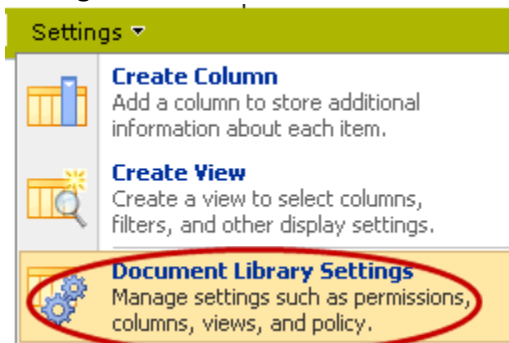 Settings
Create Column
Add a column to store additional
information about each item.
Create View
Create a view to select columns,
filters, and other display settings.
Document Library Settings
Manage settings such as permissions,
columns, views, and policy.